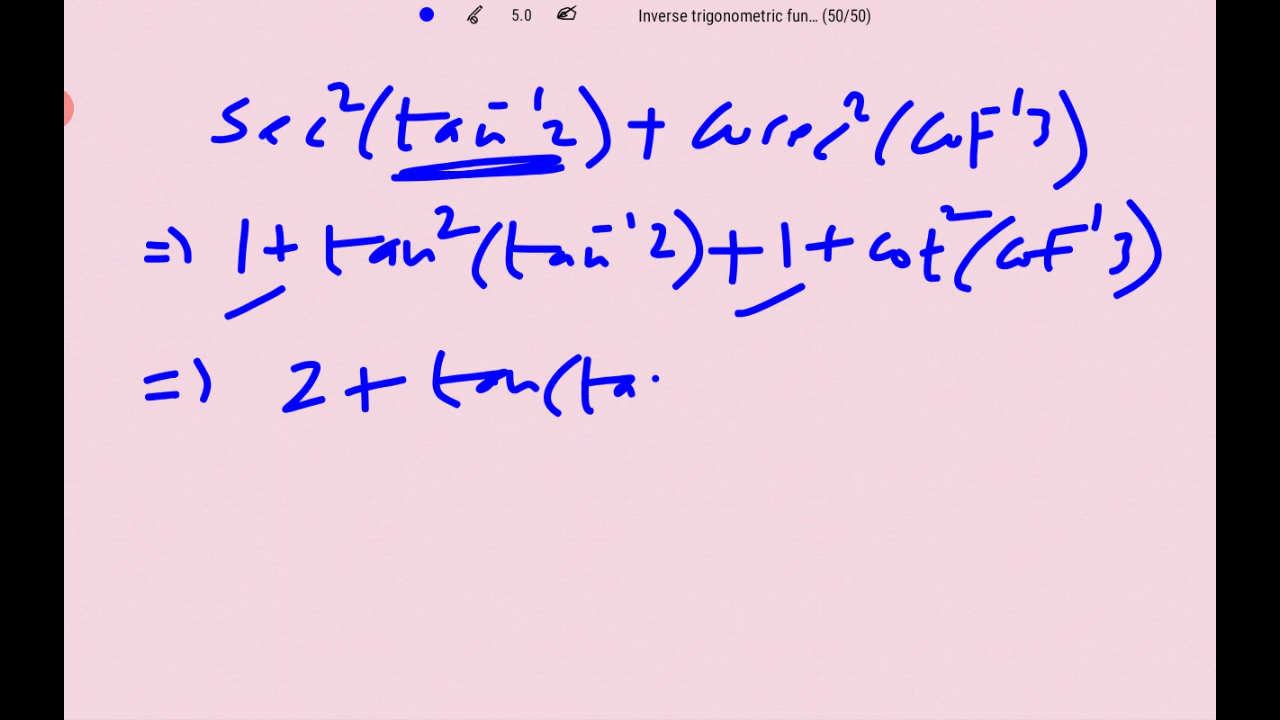 5.0 Inverse trigonometric fun... (50/50)
sec²(tan⁻¹2) + cosec²(cot⁻¹3)
=> 1 + tan²(tan⁻¹2) + 1 + cot²(cot⁻¹3)
=> 2 + tan(ta